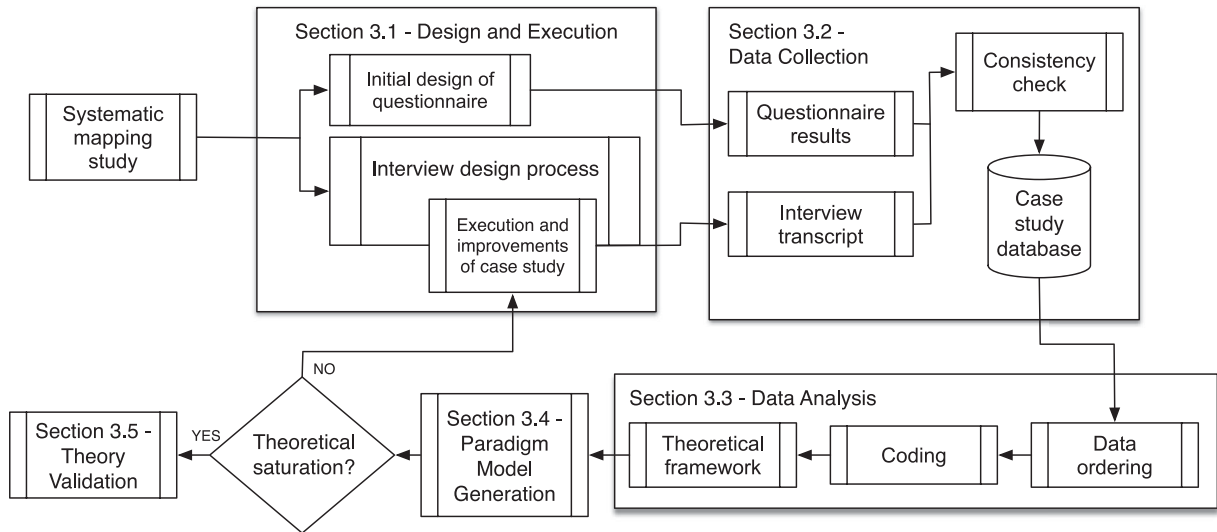 Section 3.1 - Design and Execution
Initial design of
questionnaire
Systematic
mapping
study
Interview design process
Execution and
improvements
of case study
Section 3.2 -
Data Collection
Consistency
check
Questionnaire
results
Interview
transcript
Case
study
database
Section 3.3 - Data Analysis
Data
ordering
Coding
Theoretical
framework
Section 3.4 -
Paradigm
Model
Generation
Theoretical
saturation?
NO
YES
Section 3.5 -
Theory
Validation